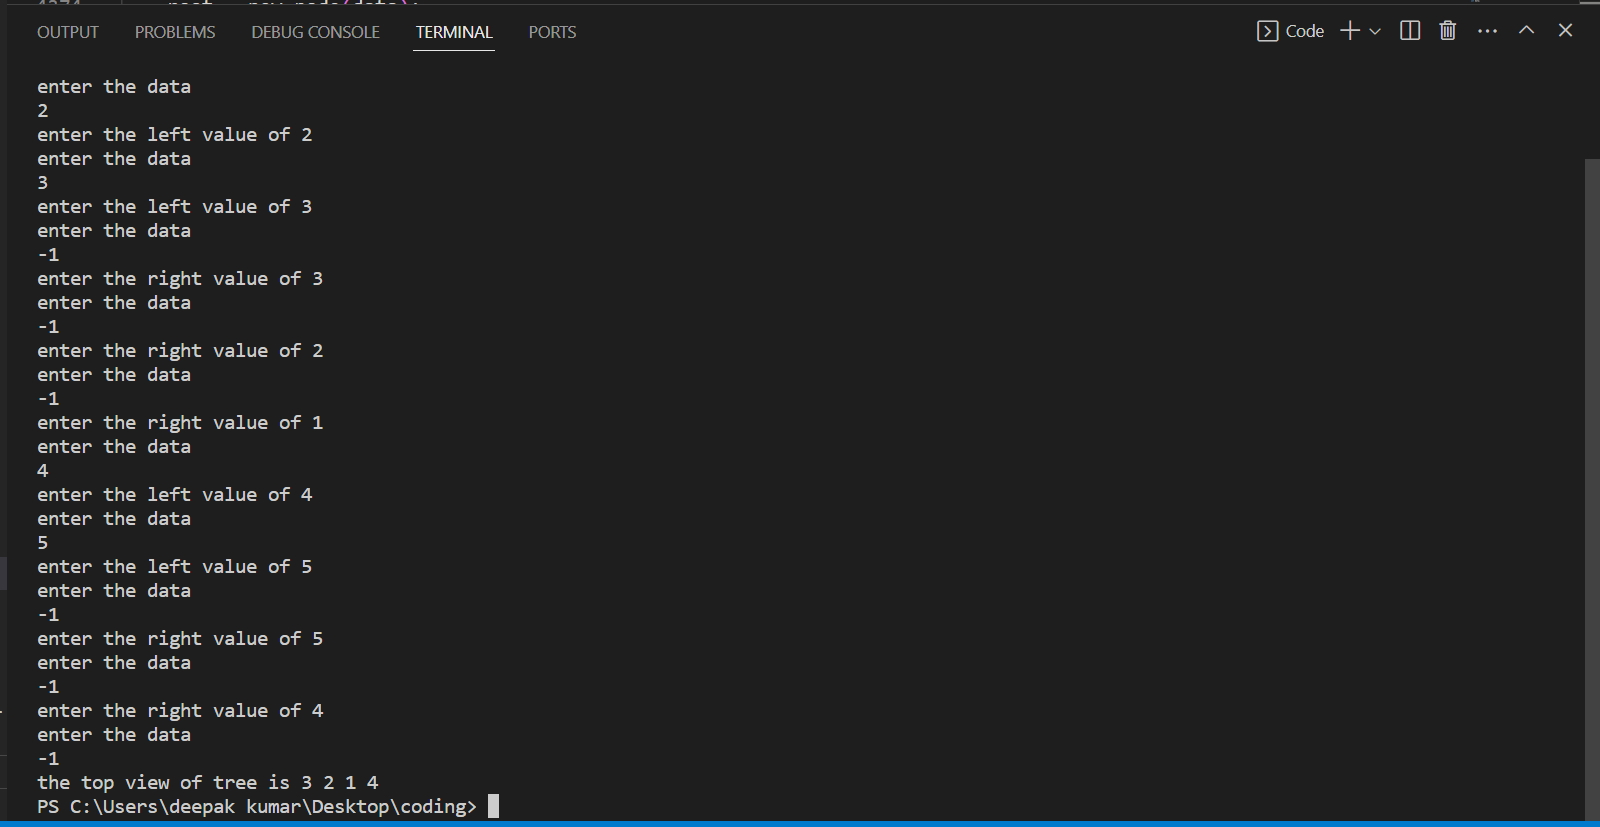 OUTPUT PROBLEMS DEBUG CONSOLE TERMINAL PORTS Code
enter the data
2
enter the left value of 2
enter the data
3
enter the left value of 3
enter the data
-1
enter the right value of 3
enter the data
-1
enter the right value of 2
enter the data
-1
enter the right value of 1
enter the data
4
enter the left value of 4
enter the data
5
enter the left value of 5
enter the data
-1
enter the right value of 5
enter the data
-1
enter the right value of 4
enter the data
-1
the top view of tree is 3 2 1 4
PS C:\Users\deepak kumar\Desktop\coding>